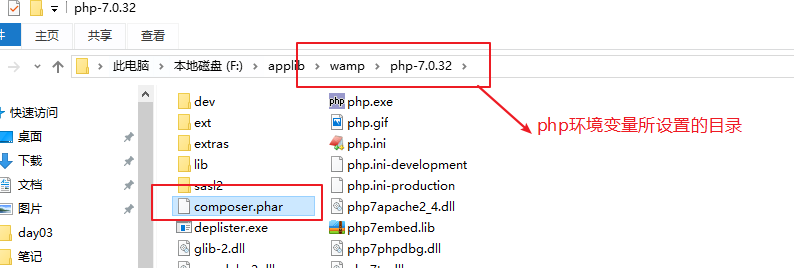 php-7.0.32
共享
查看
此电脑 > 本地磁盘 (F:) > applib > wamp > php-7.0.32 >
快速访问
桌面
下载
文档
图片
day03
笔记
dev
ext
extras
lib
sasl2
composer.phar
deplister.exe
glib-2.dll
php php.exe
php.gif
php.ini
php.ini-development
php.ini-production
php7apache2_4.dll
php7embed.lib
php7phpdbg.dll
php环境变量所设置的目录